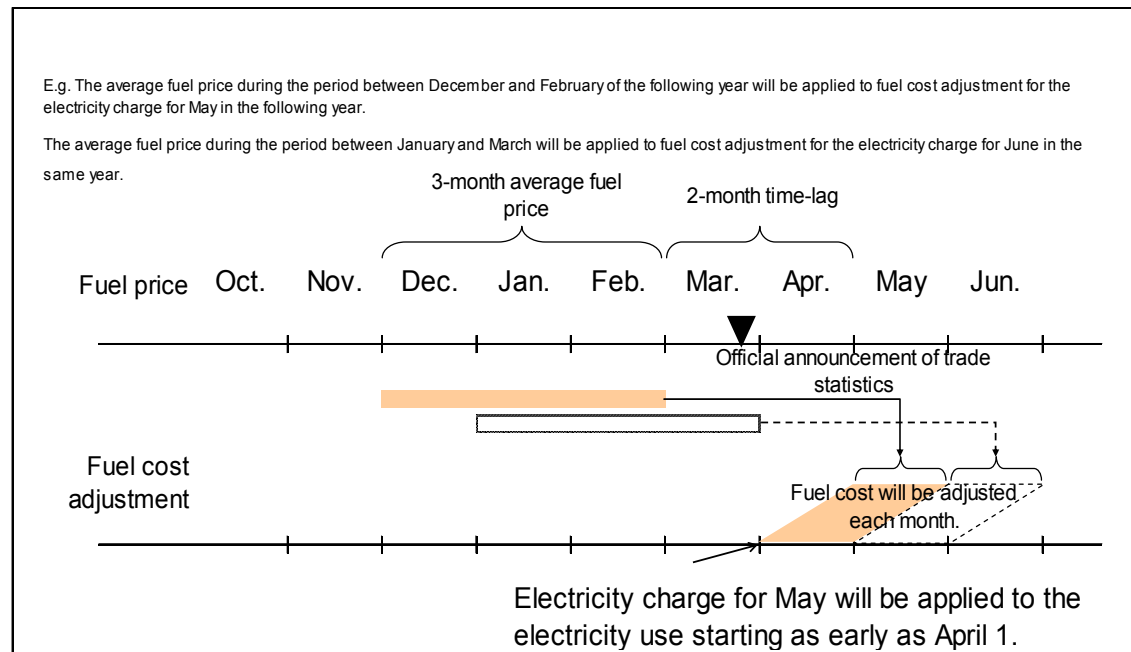 E.g. The average fuel price during the period between December and February of the following year will be applied to fuel cost adjustment for the
electricity charge for May in the following year.
The average fuel price during the period between January and March will be applied to fuel cost adjustment for the electricity charge for June in the
same year.
3-month average fuel
price
2-month time-lag
Fuel price Oct. Nov. Dec. Jan. Feb. Mar. Apr. May Jun.
Official announcement of trade
statistics
Fuel cost
adjustment
Fuel cost will be adjusted
each month.
Electricity charge for May will be applied to the
electricity use starting as early as April 1.